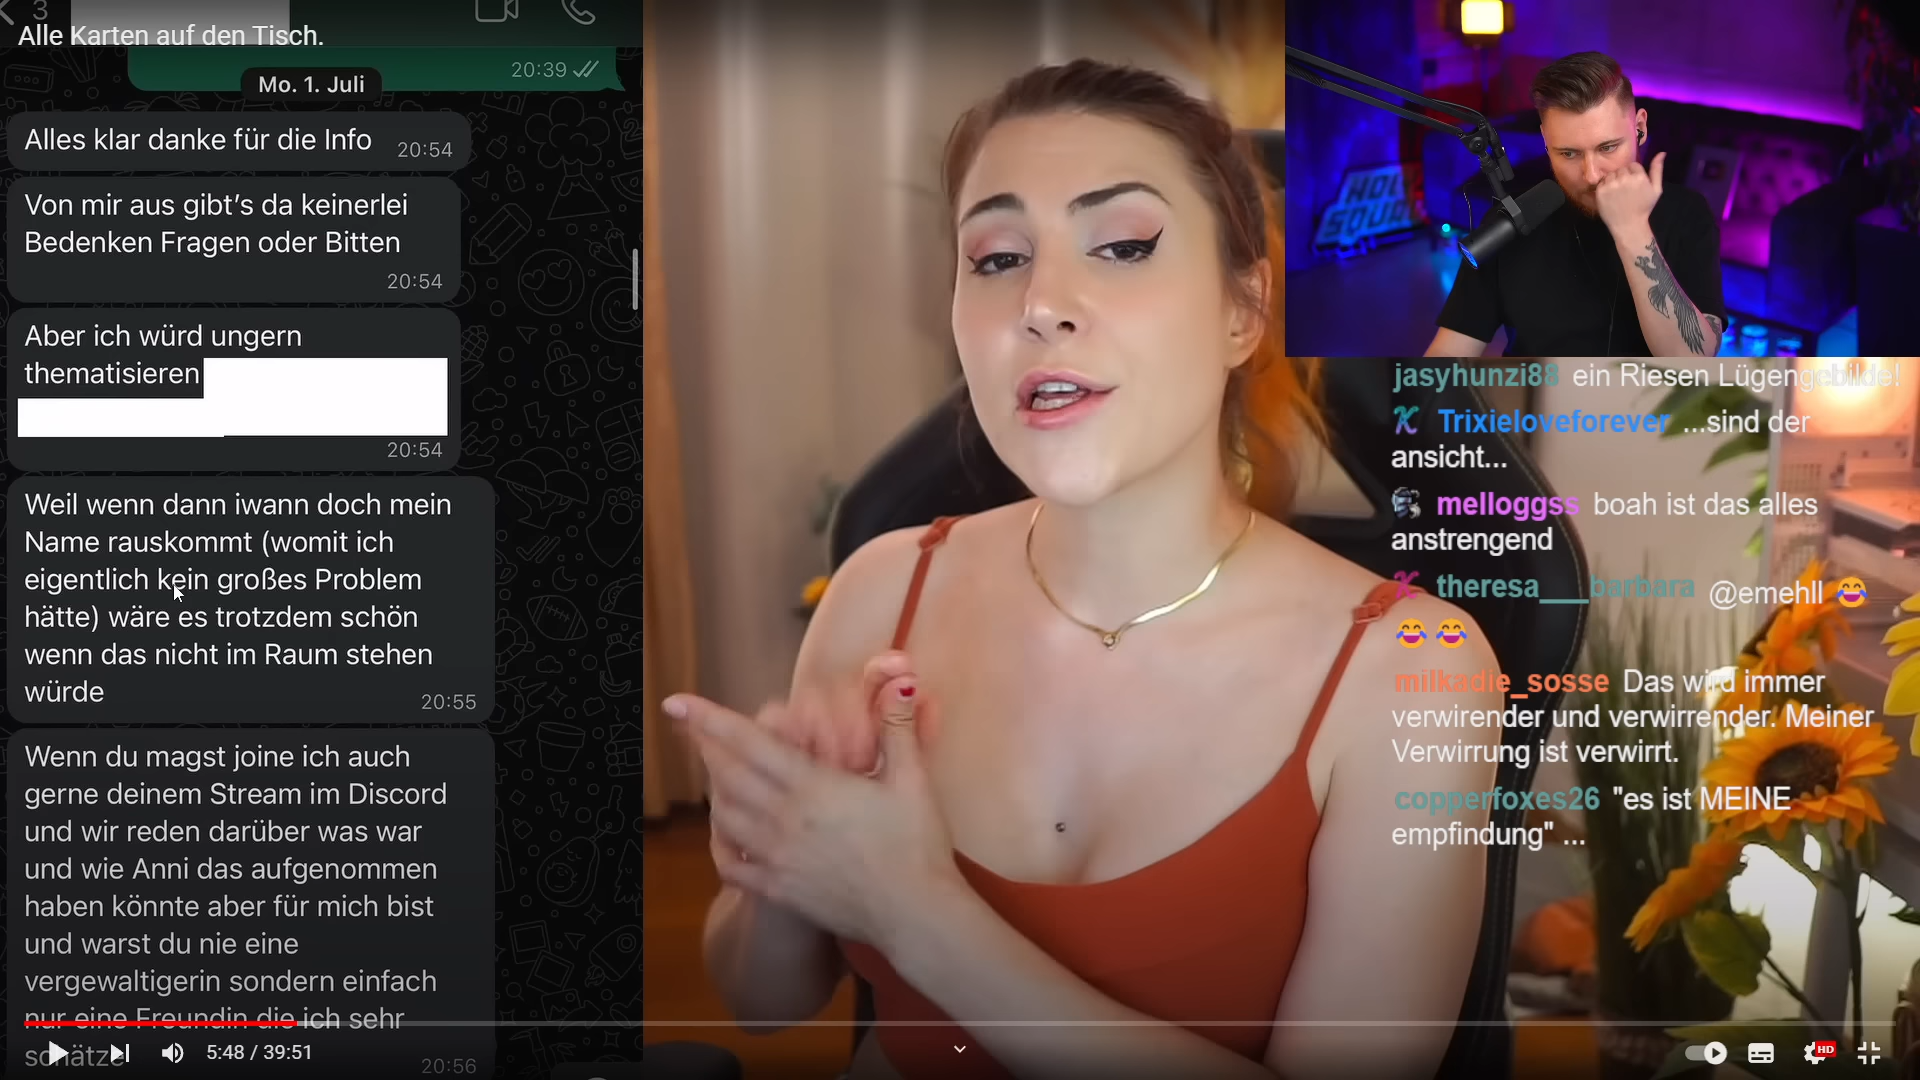 3
Alle Karten auf den Tisch.
20:39
Mo. 1. Juli
Alles klar danke für die Info
20:54
Von mir aus gibt’s da keinerlei
Bedenken Fragen oder Bitten
20:54
Aber ich würd ungern
thematisieren
20:54
Weil wenn dann iwann doch mein
Name rauskommt (womit ich
eigentlich kein großes Problem
hätte) wäre es trotzdem schön
wenn das nicht im Raum stehen
würde
20:55
Wenn du magst joine ich auch
gerne deinem Stream im Discord
und wir reden darüber was war
und wie Anni das aufgenommen
haben könnte aber für mich bist
und warst du nie eine
vergewaltigerin sondern einfach
nur eine Freundin die ich sehr
schätze
20:56
5:48 / 39:51
HD
jasyhunzi88 ein Riesen Lügengebilde!
Trixieloveforever ...sind der
ansicht...
melloggss boah ist das alles
anstrengend
theresa___barbara @emehll 😂
😂😂
milkadie_sosse Das wird immer
verwirender und verwirrender. Meiner
Verwirrung ist verwirrt.
copperfoxes26 "es ist MEINE
empfindung" ...